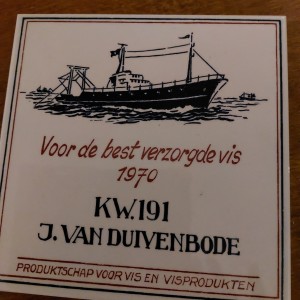 Voor de best verzorgde vis
1970
KW.191
J. VAN DUIVENBODE
PRODUKTSCHAP VOOR VIS EN VISPRODUKTEN